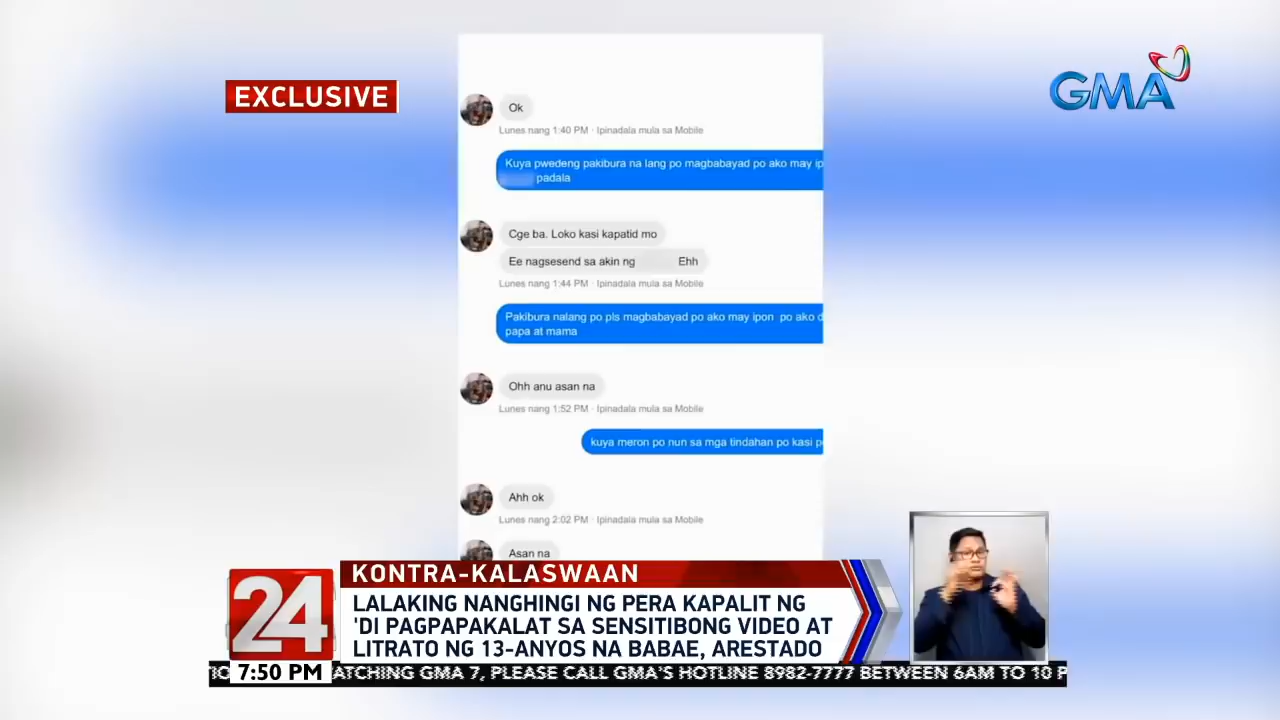 EXCLUSIVE
GMA
Ok
Lunes nang 1:40 PM · Ipinadala mula sa Mobile
Kuya pwedeng pakibura na lang po magbabayad po ako may
padala
Cge ba. Loko kasi kapatid mo
Ee nagsesend sa akin ng Ehh
Lunes nang 1:44 PM · Ipinadala mula sa Mobile
Pakibura nalang po pls magbabayad po ako may ipon po ako
papa at mama
Ohh anu asan na
Lunes nang 1:52 PM · Ipinadala mula sa Mobile
kuya meron po nun sa mga tindahan po kasi
Ahh ok
Lunes nang 2:02 PM · Ipinadala mula sa Mobile
Asan na
KONTRA-KALASWAAN
24
LALAKING NANGHINGI NG PERA KAPALIT NG
'DI PAGPAPAKALAT SA SENSITIBONG VIDEO AT
LITRATO NG 13-ANYOS NA BABAE, ARESTADO
7:50 PM
ATCHING GMA 7, PLEASE CALL GMA'S HOTLINE 8982-7777 BETWEEN 6AM TO 10 P